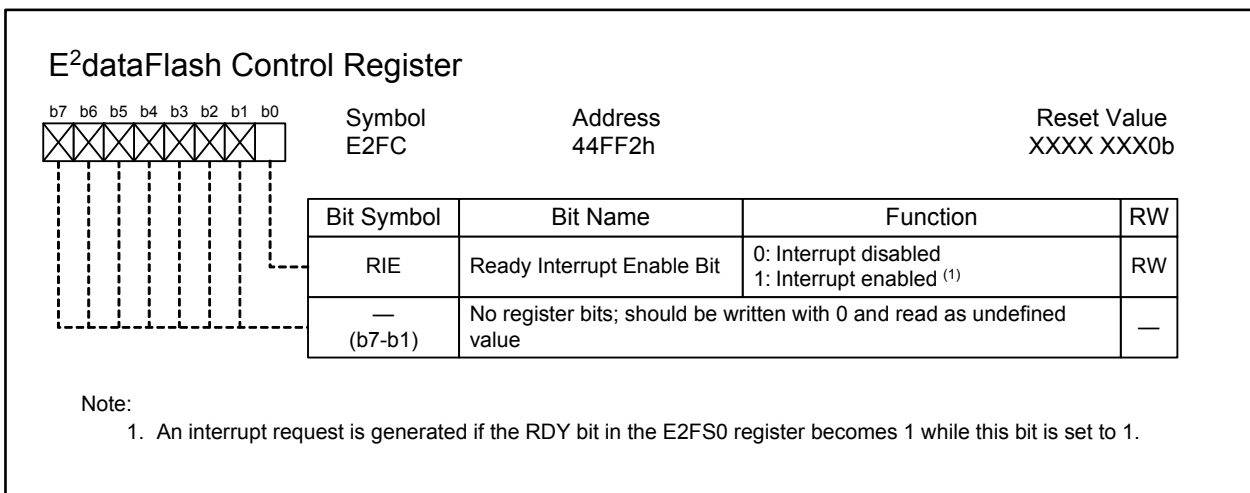 E²dataFlash Control Register
b7 b6 b5 b4 b3 b2 b1 b0
Symbol Address Reset Value
E2FC 44FF2h XXXX XXX0b
Bit Symbol Bit Name Function RW
RIE Ready Interrupt Enable Bit 0: Interrupt disabled RW
1: Interrupt enabled (1)
— No register bits; should be written with 0 and read as undefined —
(b7-b1) value
Note:
1. An interrupt request is generated if the RDY bit in the E2FS0 register becomes 1 while this bit is set to 1.